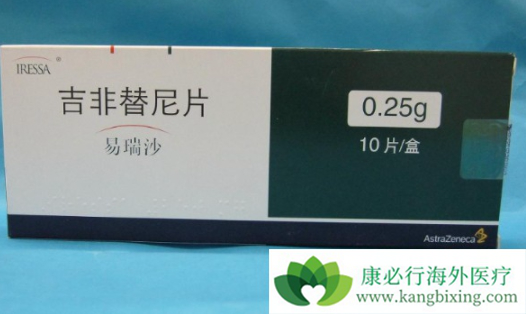 IRESSA ®
吉非替尼片
易瑞沙
0.25g
10片/盒
AstraZeneca
康必行海外医疗
www.kangbixing.com